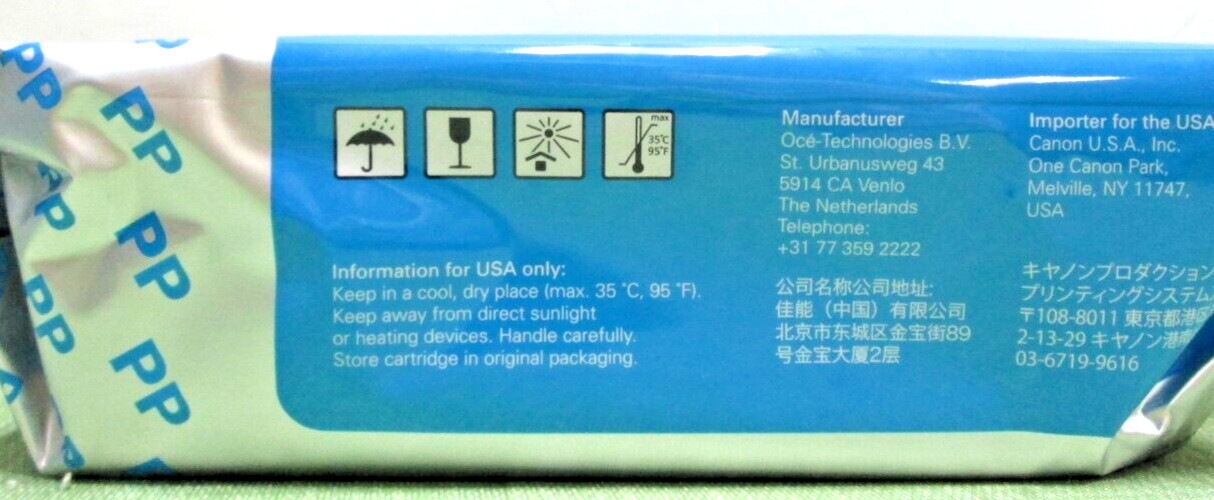 PP
PP
PP
PP
PP
PP
max
35°C
95°F
Information for USA only:
Keep in a cool, dry place (max. 35 °C, 95 °F).
Keep away from direct sunlight
or heating devices. Handle carefully.
Store cartridge in original packaging.
Manufacturer
Océ-Technologies B.V.
St. Urbanusweg 43
5914 CA Venlo
The Netherlands
Telephone:
+31 77 359 2222
公司名称公司地址:
佳能（中国）有限公司
北京市东城区金宝街89
号金宝大厦2层
Importer for the USA
Canon U.S.A., Inc.
One Canon Park,
Melville, NY 11747,
USA
キヤノンプロダクション
プリンティングシステム
〒108-8011 東京都港
2-13-29 キヤノン港
03-6719-9616